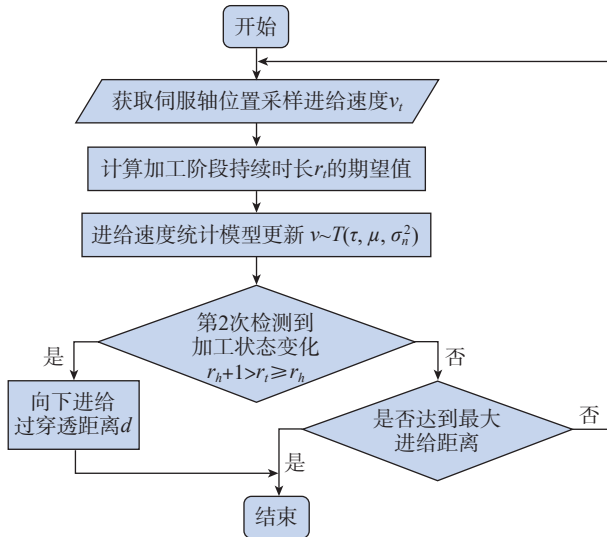 开始
获取伺服轴位置采样进给速度vₜ
计算加工阶段持续时长rₜ的期望值
进给速度统计模型更新 v~T(τ, μ, σₙ²)
第2次检测到
加工状态变化
rₕ+1>rₜ≥rₕ
是
否
向下进给
过穿透距离d
是否达到最大
进给距离
否
是
结束